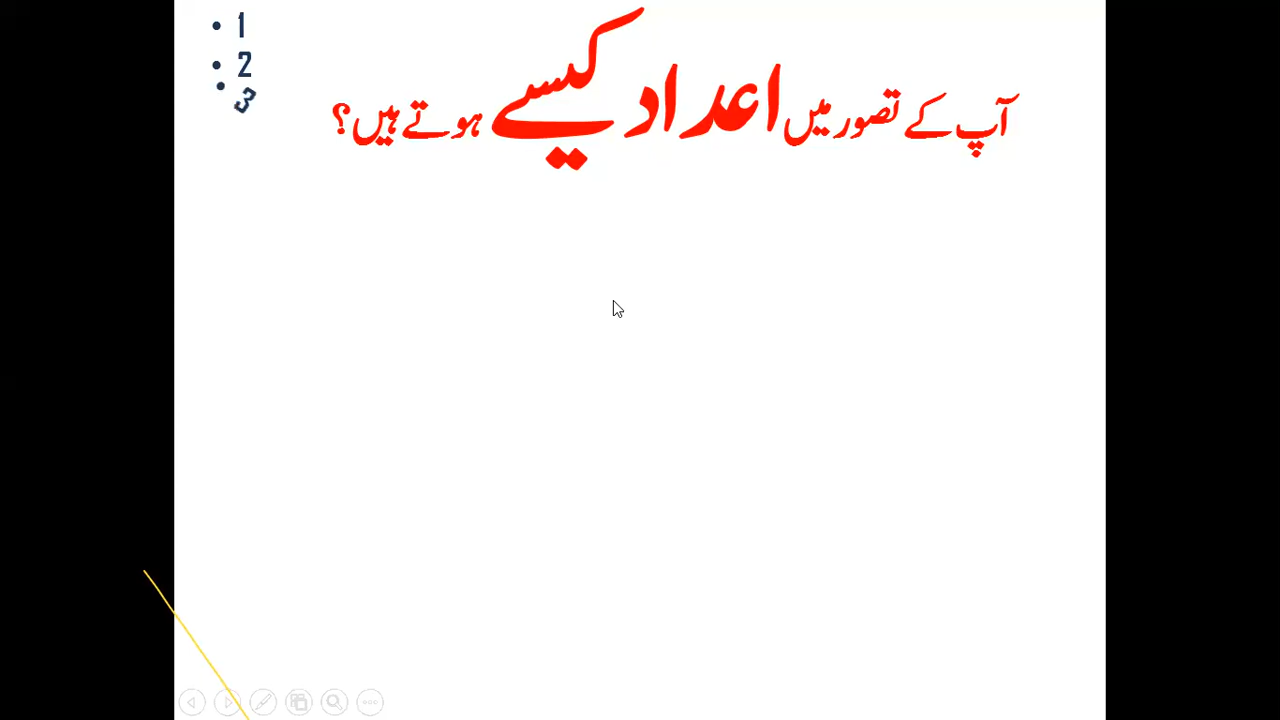 • 1
• 2
• 3
آپ کے تصور میں اعداد کیسے ہوتے ہیں؟